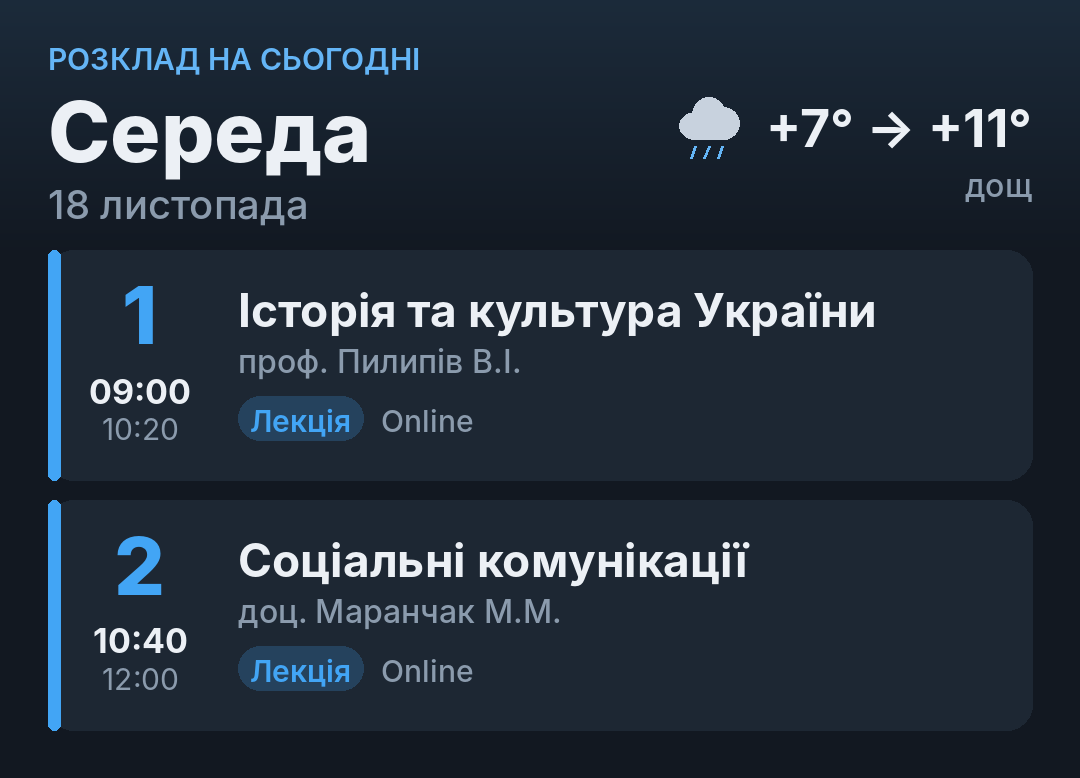 РОЗКЛАД НА СЬОГОДНІ
Середа
18 листопада
+7° → +11°
дощ
1
09:00
10:20
Історія та культура України
проф. Пилипів В.І.
Лекція Online
2
10:40
12:00
Соціальні комунікації
доц. Маранчак М.М.
Лекція Online